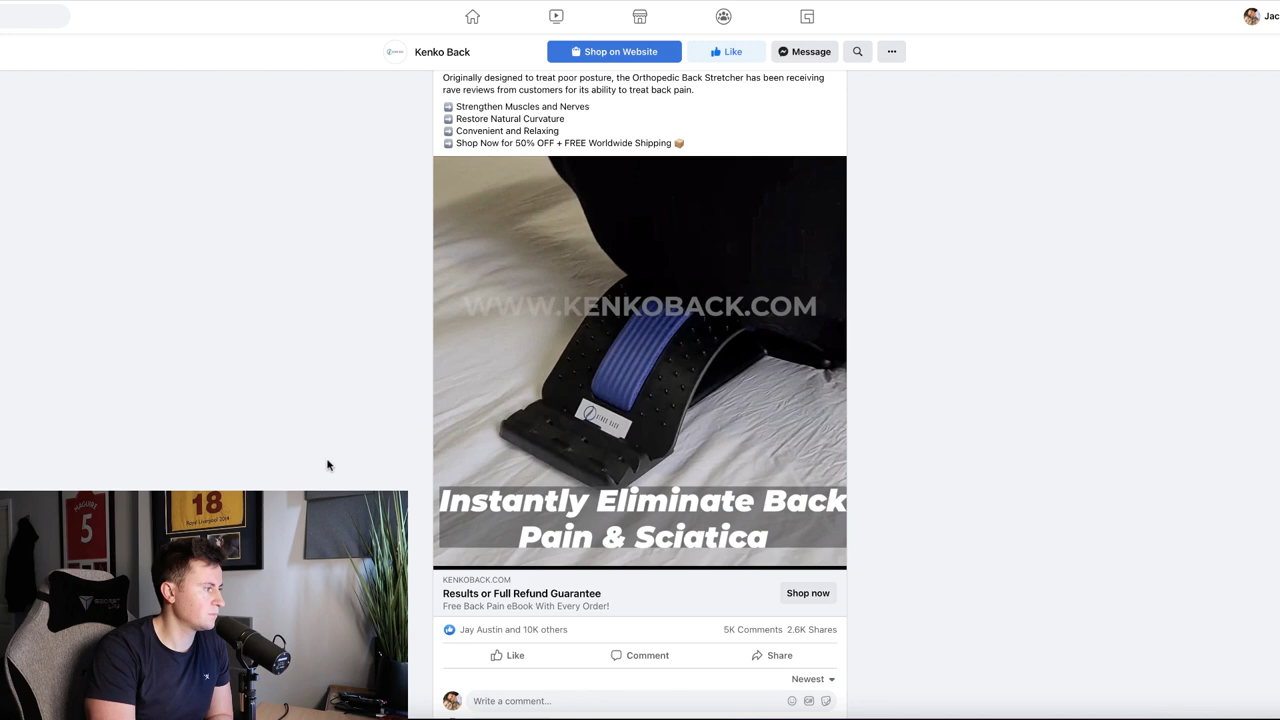 Jac
Kenko Back
Shop on Website
Like
Message
Originally designed to treat poor posture, the Orthopedic Back Stretcher has been receiving
rave reviews from customers for its ability to treat back pain.
Strengthen Muscles and Nerves
Restore Natural Curvature
Convenient and Relaxing
Shop Now for 50% OFF + FREE Worldwide Shipping
WWW.KENKOBACK.COM
Instantly Eliminate Back
Pain & Sciatica
KENKOBACK.COM
Results or Full Refund Guarantee
Shop now
Free Back Pain eBook With Every Order!
Jay Austin and 10K others
5K Comments 2.6K Shares
Like
Comment
Share
Newest
Write a comment...
MAGUIRE
5
18